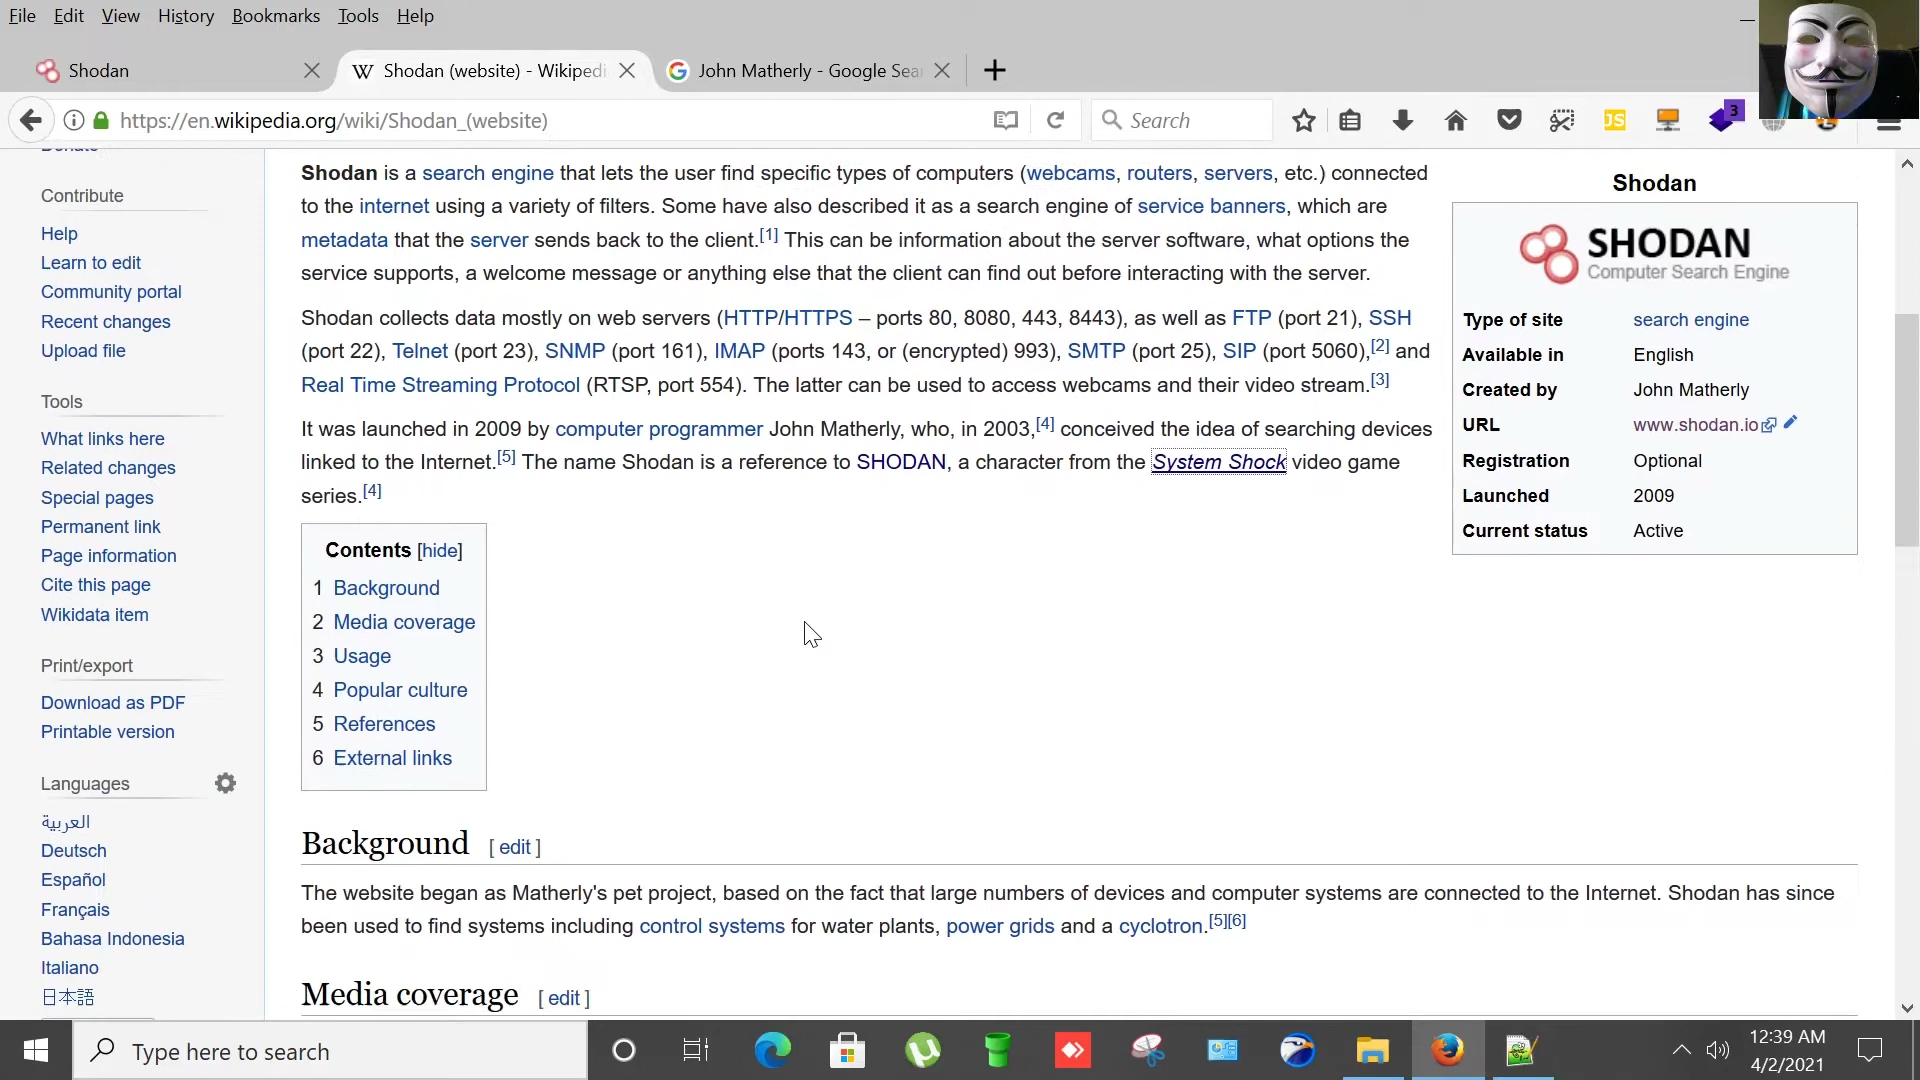 File Edit View History Bookmarks Tools Help
Shodan
Shodan (website) - Wikipedi
John Matherly - Google Sea
https://en.wikipedia.org/wiki/Shodan_(website)
Search
JS
3
Contribute
Help
Learn to edit
Community portal
Recent changes
Upload file
Tools
What links here
Related changes
Special pages
Permanent link
Page information
Cite this page
Wikidata item
Print/export
Download as PDF
Printable version
Languages
العربية
Deutsch
Español
Français
Bahasa Indonesia
Italiano
日本語
Shodan is a search engine that lets the user find specific types of computers (webcams, routers, servers, etc.) connected
to the internet using a variety of filters. Some have also described it as a search engine of service banners, which are
metadata that the server sends back to the client.[1] This can be information about the server software, what options the
service supports, a welcome message or anything else that the client can find out before interacting with the server.
Shodan collects data mostly on web servers (HTTP/HTTPS – ports 80, 8080, 443, 8443), as well as FTP (port 21), SSH
(port 22), Telnet (port 23), SNMP (port 161), IMAP (ports 143, or (encrypted) 993), SMTP (port 25), SIP (port 5060),[2] and
Real Time Streaming Protocol (RTSP, port 554). The latter can be used to access webcams and their video stream.[3]
It was launched in 2009 by computer programmer John Matherly, who, in 2003,[4] conceived the idea of searching devices
linked to the Internet.[5] The name Shodan is a reference to SHODAN, a character from the System Shock video game
series.[4]
Shodan
SHODAN
Computer Search Engine
Type of site search engine
Available in English
Created by John Matherly
URL www.shodan.io
Registration Optional
Launched 2009
Current status Active
Contents [hide]
1 Background
2 Media coverage
3 Usage
4 Popular culture
5 References
6 External links
Background [ edit ]
The website began as Matherly's pet project, based on the fact that large numbers of devices and computer systems are connected to the Internet. Shodan has since
been used to find systems including control systems for water plants, power grids and a cyclotron.[5][6]
Media coverage [ edit ]
Type here to search
12:39 AM
4/2/2021